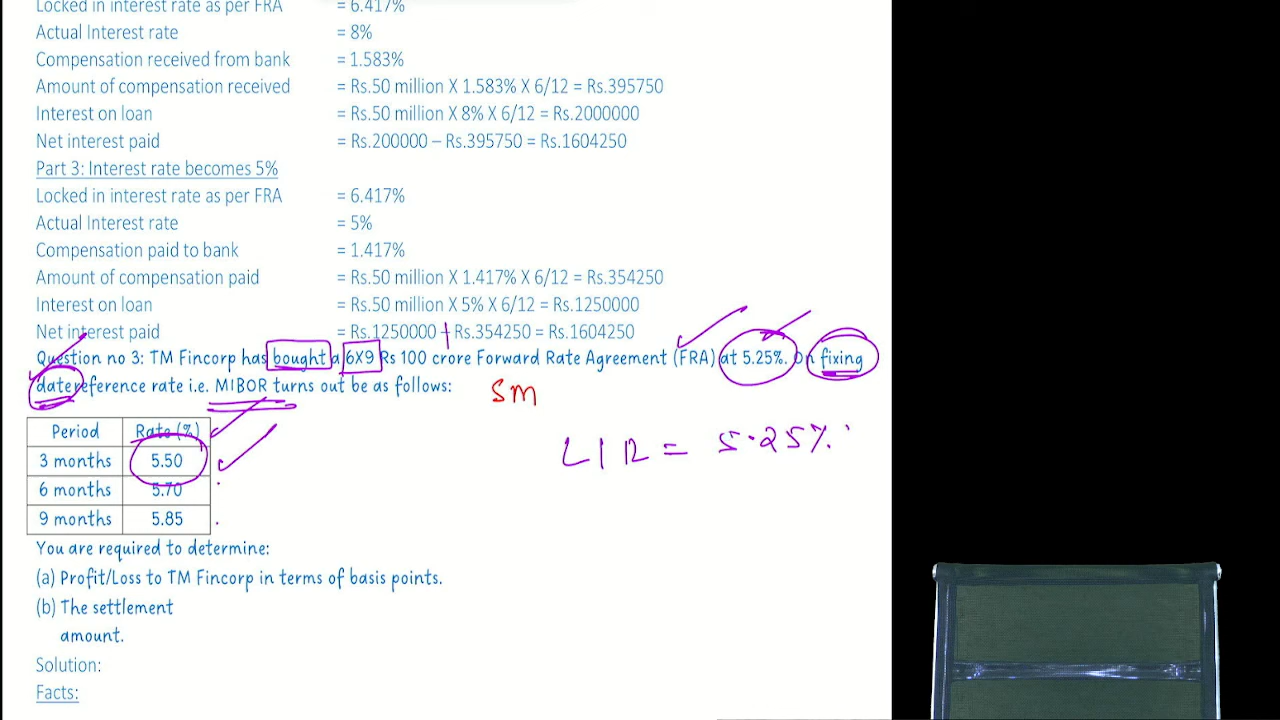 Locked in interest rate as per FRA = 6.417%
Actual Interest rate = 8%
Compensation received from bank = 1.583%
Amount of compensation received = Rs.50 million X 1.583% X 6/12 = Rs.395750
Interest on loan = Rs.50 million X 8% X 6/12 = Rs.2000000
Net interest paid = Rs.200000 – Rs.395750 = Rs.1604250
Part 3: Interest rate becomes 5%
Locked in interest rate as per FRA = 6.417%
Actual Interest rate = 5%
Compensation paid to bank = 1.417%
Amount of compensation paid = Rs.50 million X 1.417% X 6/12 = Rs.354250
Interest on loan = Rs.50 million X 5% X 6/12 = Rs.1250000
Net interest paid = Rs.1250000 + Rs.354250 = Rs.1604250
Question no 3: TM Fincorp has bought a 6X9 Rs 100 crore Forward Rate Agreement (FRA) at 5.25%. On fixing
date reference rate i.e. MIBOR turns out be as follows:
SM
LIR = 5.25%
Period Rate (%)
3 months 5.50
6 months 5.70
9 months 5.85
You are required to determine:
(a) Profit/Loss to TM Fincorp in terms of basis points.
(b) The settlement
amount.
Solution:
Facts: